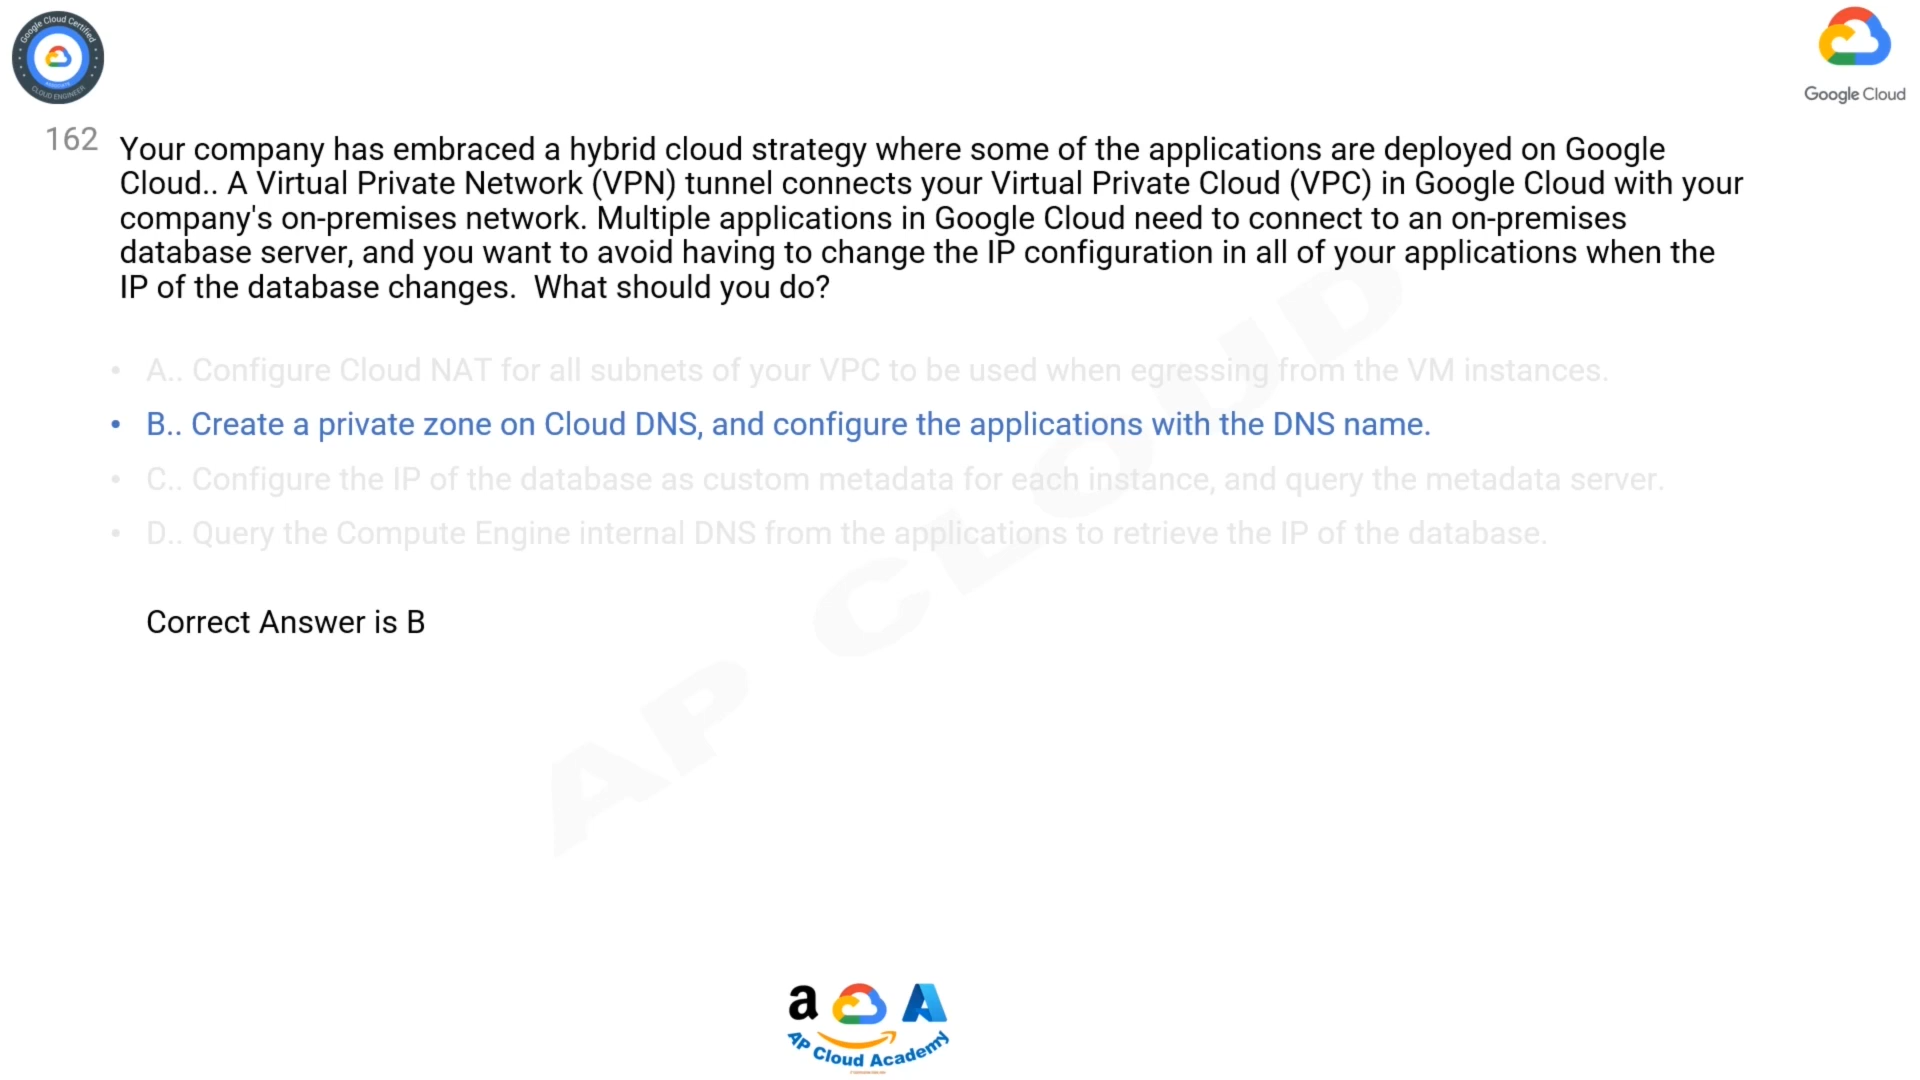 Google Cloud Certified
ASSOCIATE
CLOUD ENGINEER
Google Cloud
162
Your company has embraced a hybrid cloud strategy where some of the applications are deployed on Google
Cloud.. A Virtual Private Network (VPN) tunnel connects your Virtual Private Cloud (VPC) in Google Cloud with your
company's on-premises network. Multiple applications in Google Cloud need to connect to an on-premises
database server, and you want to avoid having to change the IP configuration in all of your applications when the
IP of the database changes.  What should you do?
• A.. Configure Cloud NAT for all subnets of your VPC to be used when egressing from the VM instances.
• B.. Create a private zone on Cloud DNS, and configure the applications with the DNS name.
• C.. Configure the IP of the database as custom metadata for each instance, and query the metadata server.
• D.. Query the Compute Engine internal DNS from the applications to retrieve the IP of the database.
Correct Answer is B
AP CLOUD
a
AP Cloud Academy